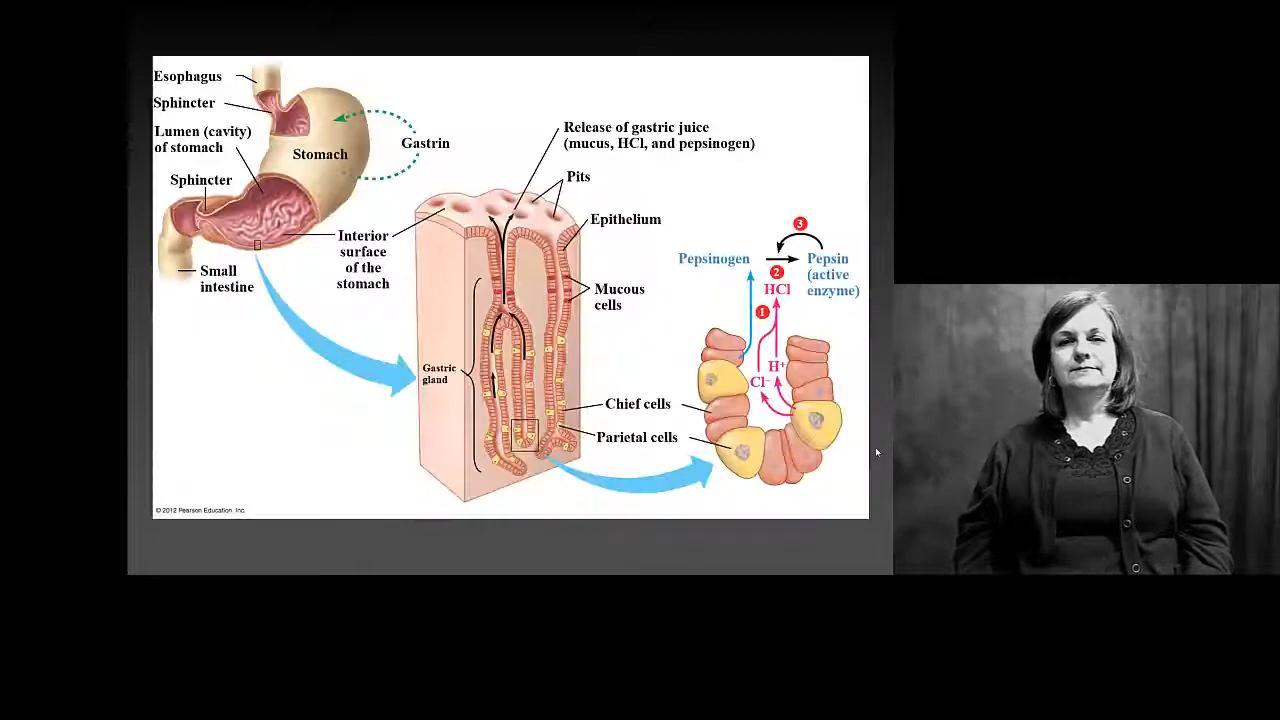 Esophagus
Sphincter
Lumen (cavity)
of stomach
Sphincter
Stomach
Gastrin
Small
intestine
Interior
surface
of the
stomach
Release of gastric juice
(mucus, HCl, and pepsinogen)
Pits
Epithelium
Mucous
cells
Gastric
gland
Chief cells
Parietal cells
3
Pepsinogen
Pepsin
(active
enzyme)
2
HCl
1
H⁺
Cl⁻
© 2012 Pearson Education, Inc.